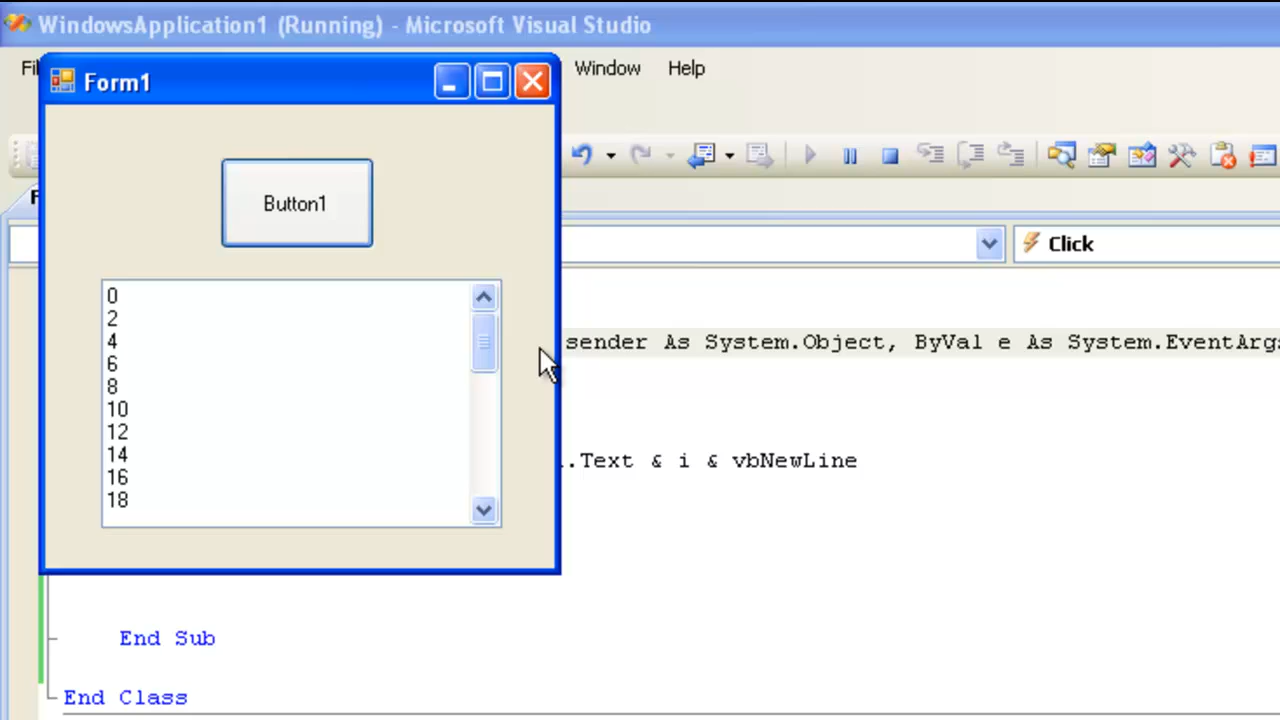 WindowsApplication1 (Running) - Microsoft Visual Studio
Window Help
Form1
Button1
Click
0
2
4
6
8
10
12
14
16
18
sender As System.Object, ByVal e As System.EventArgs
.Text & i & vbNewLine
End Sub
End Class